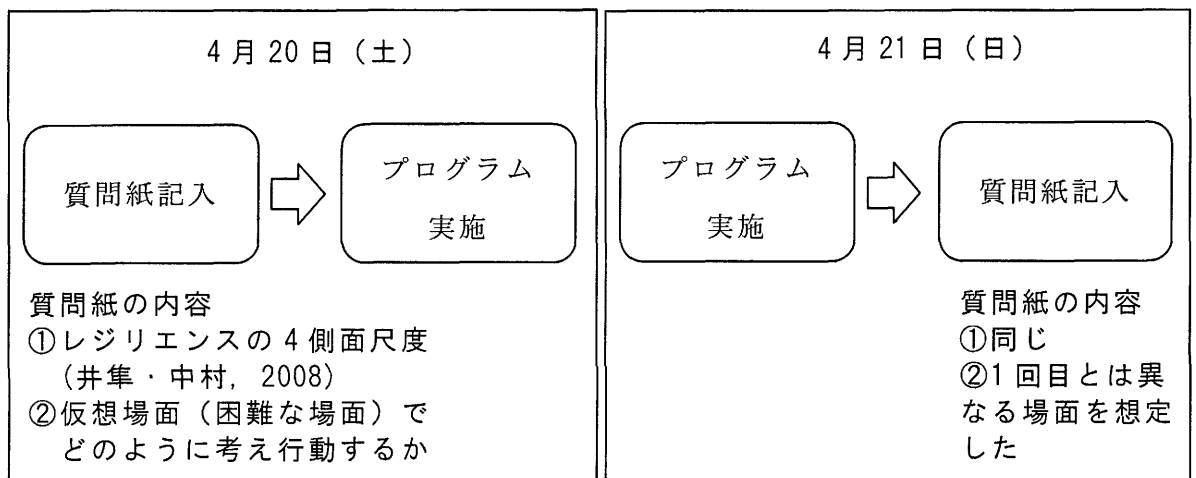 4月20日（土）
質問紙記入
プログラム
実施
質問紙の内容
①レジリエンスの4側面尺度
（井隼・中村，2008）
②仮想場面（困難な場面）で
どのように考え行動するか
4月21日（日）
プログラム
実施
質問紙記入
質問紙の内容
①同じ
②1回目とは異
なる場面を想定
した